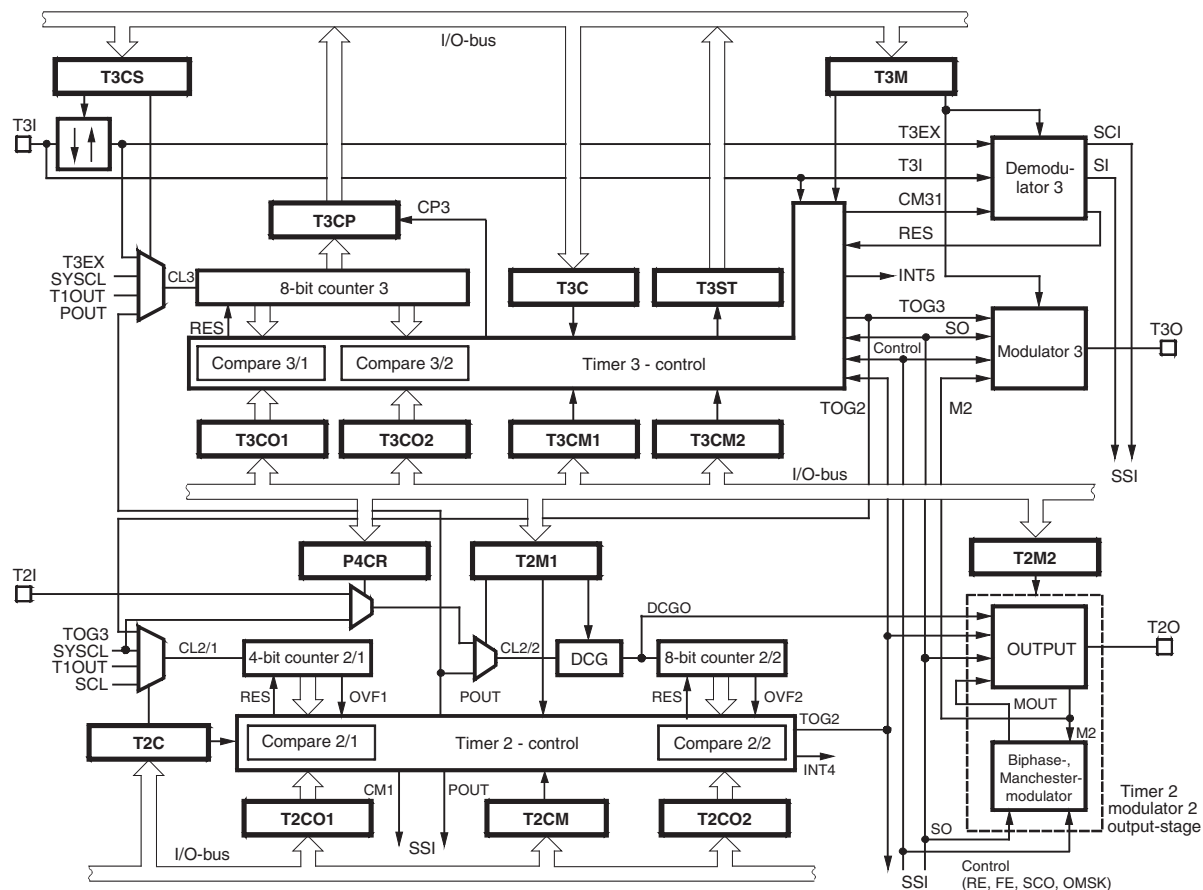 I/O-bus
T3CS
T3M
T3I
T3EX
SCI
T3I
SI
Demodu-
lator 3
CM31
T3CP
CP3
RES
T3EX
SYSCL
T1OUT
POUT
CL3
8-bit counter 3
T3C
T3ST
INT5
RES
TOG3
SO
T3O
Compare 3/1
Compare 3/2
Timer 3 - control
Control
Modulator 3
TOG2
M2
T3CO1
T3CO2
T3CM1
T3CM2
I/O-bus
SSI
P4CR
T2M1
T2M2
T2I
DCGO
TOG3
SYSCL
T1OUT
SCL
CL2/1
4-bit counter 2/1
CL2/2
DCG
8-bit counter 2/2
OUTPUT
T2O
RES
OVF1
POUT
RES
OVF2
MOUT
TOG2
T2C
Compare 2/1
Timer 2 - control
Compare 2/2
M2
INT4
Biphase-,
Manchester-
modulator
CM1
POUT
Timer 2
modulator 2
output-stage
T2CO1
T2CM
T2CO2
SO
SSI
I/O-bus
SSI
Control
(RE, FE, SCO, OMSK)